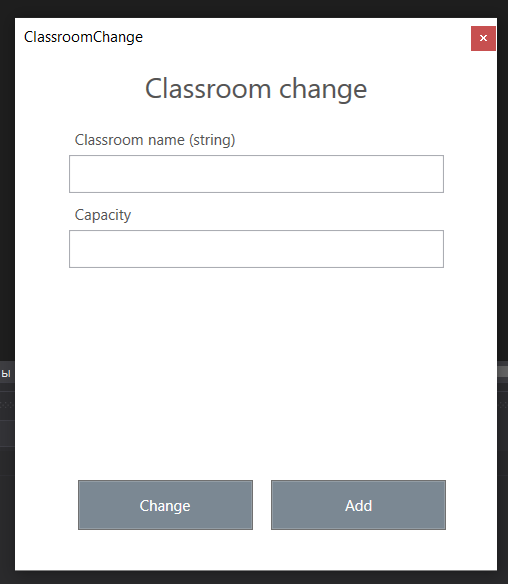 ClassroomChange
Classroom change
Classroom name (string)
Capacity
ы
Change
Add